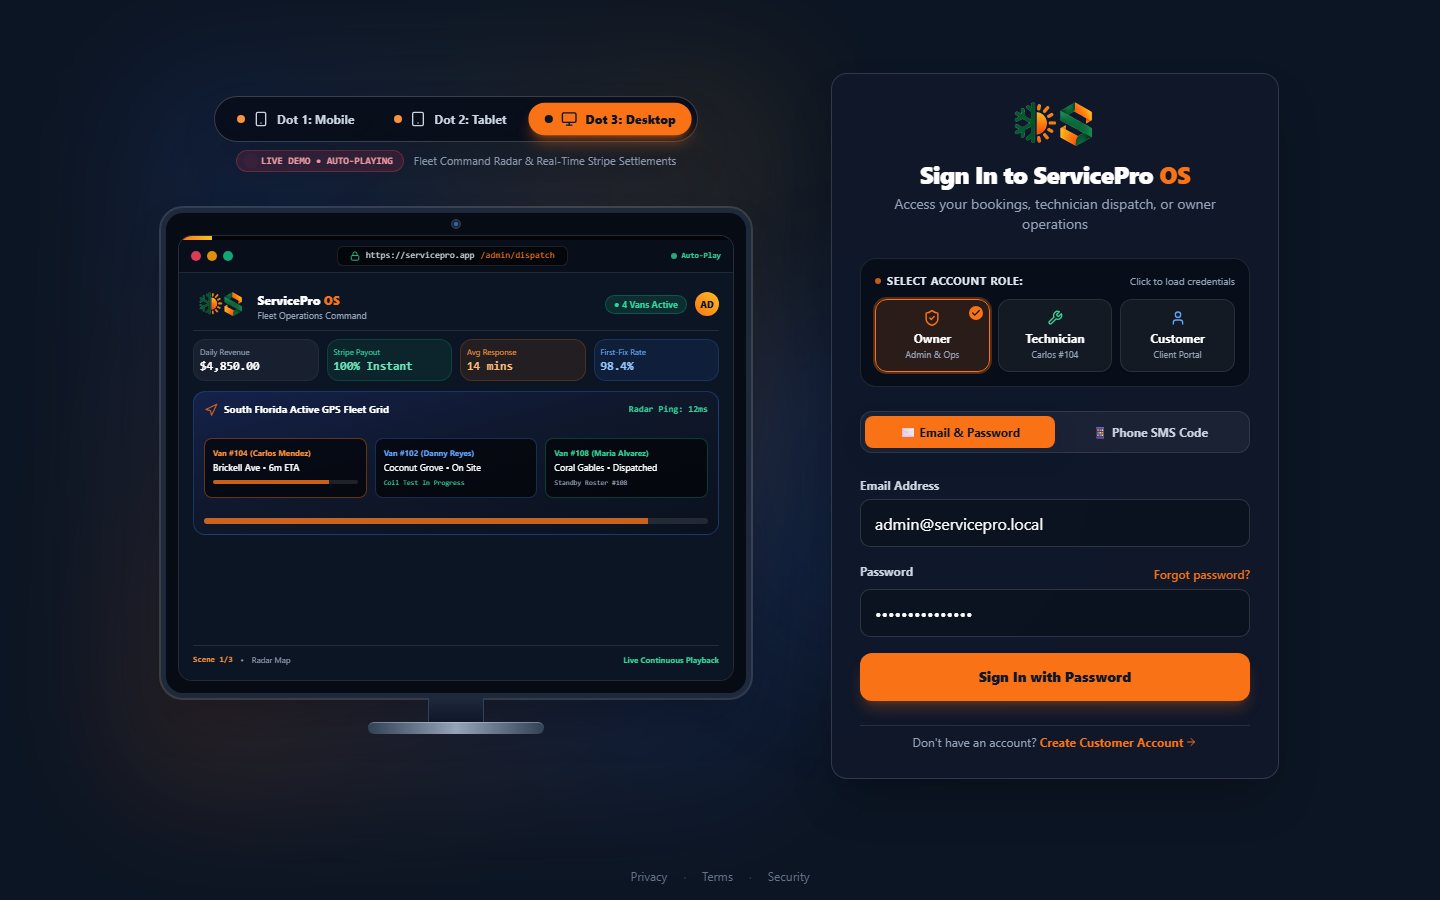 Dot 1: Mobile
Dot 2: Tablet
Dot 3: Desktop
LIVE DEMO • AUTO-PLAYING
Fleet Command Radar & Real-Time Stripe Settlements
https://servicepro.app/admin/dispatch
Auto-Play
ServicePro OS
Fleet Operations Command
4 Vans Active
AD
Daily Revenue
$4,850.00
Stripe Payout
100% Instant
Avg Response
14 mins
First-Fix Rate
98.4%
South Florida Active GPS Fleet Grid
Radar Ping: 12ms
Van #104 (Carlos Mendez)
Brickell Ave • 6m ETA
Van #102 (Danny Reyes)
Coconut Grove • On Site
Coil Test In Progress
Van #108 (Maria Alvarez)
Coral Gables • Dispatched
Standby Roster #108
Scene 1/3 • Radar Map
Live Continuous Playback
Sign In to ServicePro OS
Access your bookings, technician dispatch, or owner
operations
SELECT ACCOUNT ROLE:
Click to load credentials
Owner
Admin & Ops
Technician
Carlos #104
Customer
Client Portal
Email & Password
Phone SMS Code
Email Address
admin@servicepro.local
Password
Forgot password?
•••••••••••••••
Sign In with Password
Don't have an account? Create Customer Account →
Privacy · Terms · Security